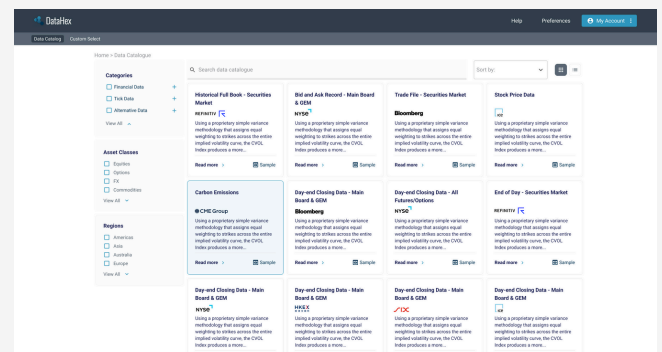 DataHex
Help
Preferences
My Account
Data Catalog
Custom Select
Home > Data Catalogue
Categories
Financial Data +
Tick Data +
Alternative Data +
View All
Asset Classes
Equities
Options
FX
Commodities
View All
Regions
Americas
Asia
Australia
Europe
View All
Search data catalogue
Sort by:
Historical Full Book - Securities
Market
REFINITIV
Using a proprietary simple variance
methodology that assigns equal
weighting to strikes across the entire
implied volatility curve, the CVOL
Index produces a more...
Read more >
Sample
Bid and Ask Record - Main Board
& GEM
NYSE
Using a proprietary simple variance
methodology that assigns equal
weighting to strikes across the entire
implied volatility curve, the CVOL
Index produces a more...
Read more >
Sample
Trade File - Securities Market
Bloomberg
Using a proprietary simple variance
methodology that assigns equal
weighting to strikes across the entire
implied volatility curve, the CVOL
Index produces a more...
Read more >
Sample
Stock Price Data
ice
Using a proprietary simple variance
methodology that assigns equal
weighting to strikes across the entire
implied volatility curve, the CVOL
Index produces a more...
Read more >
Sample
Carbon Emissions
CME Group
Using a proprietary simple variance
methodology that assigns equal
weighting to strikes across the entire
implied volatility curve, the CVOL
Index produces a more...
Read more >
Sample
Day-end Closing Data - Main
Board & GEM
Bloomberg
Using a proprietary simple variance
methodology that assigns equal
weighting to strikes across the entire
implied volatility curve, the CVOL
Index produces a more...
Read more >
Sample
Day-end Closing Data - All
Futures/Options
NYSE
Using a proprietary simple variance
methodology that assigns equal
weighting to strikes across the entire
implied volatility curve, the CVOL
Index produces a more...
Read more >
Sample
End of Day - Securities Market
REFINITIV
Using a proprietary simple variance
methodology that assigns equal
weighting to strikes across the entire
implied volatility curve, the CVOL
Index produces a more...
Read more >
Sample
Day-end Closing Data - Main
Board & GEM
NYSE
Using a proprietary simple variance
methodology that assigns equal
weighting to strikes across the entire
implied volatility curve, the CVOL
Index produces a more...
Day-end Closing Data - Main
Board & GEM
HKEX
Using a proprietary simple variance
methodology that assigns equal
weighting to strikes across the entire
implied volatility curve, the CVOL
Index produces a more...
Day-end Closing Data - Main
Board & GEM
SIX
Using a proprietary simple variance
methodology that assigns equal
weighting to strikes across the entire
implied volatility curve, the CVOL
Index produces a more...
Day-end Closing Data - Main
Board & GEM
ice
Using a proprietary simple variance
methodology that assigns equal
weighting to strikes across the entire
implied volatility curve, the CVOL
Index produces a more...